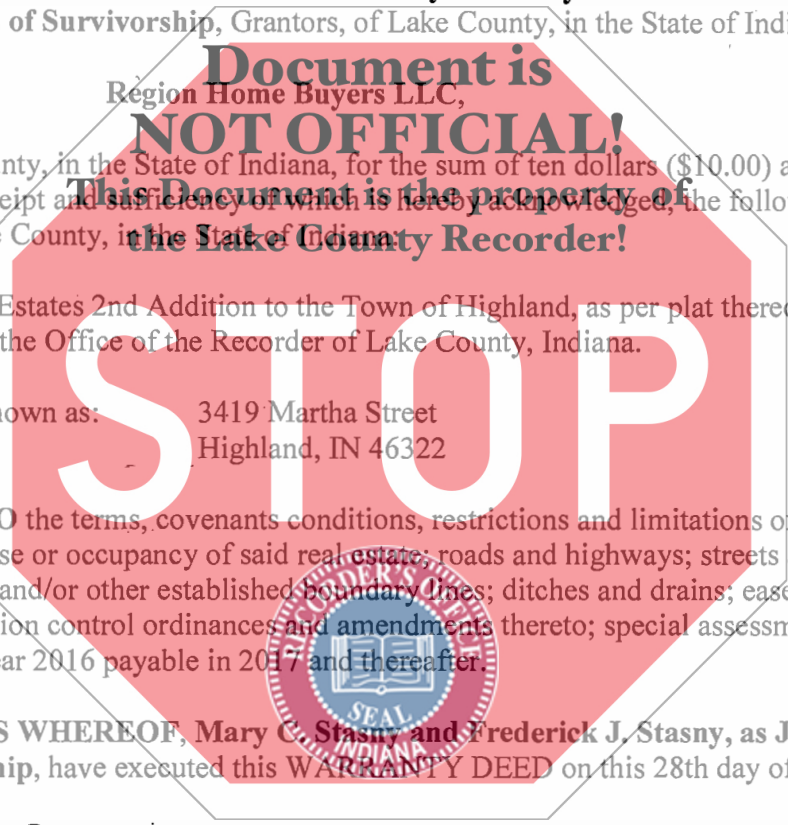 of Survivorship, Grantors, of Lake County, in the State of Indi
Document is
Region Home Buyers LLC,
NOT OFFICIAL!
nty, in the State of Indiana, for the sum of ten dollars ($10.00) a
This Document is the property of
eipt and sufficiency of which is hereby acknowledged, the follo
the Lake County Recorder!
County, in the State of Indiana:
Estates 2nd Addition to the Town of Highland, as per plat thereo
the Office of the Recorder of Lake County, Indiana.
STOP
nown as: 3419 Martha Street
Highland, IN 46322
O the terms, covenants conditions, restrictions and limitations o
se or occupancy of said real estate, roads and highways; streets
and/or other established boundary lines; ditches and drains; ease
ion control ordinances and amendments thereto; special assessm
ar 2016 payable in 2017 and thereafter.
RECORDER'S OFFICE
SEAL
INDIANA
S WHEREOF, Mary C. Stasny and Frederick J. Stasny, as J
hip, have executed this WARRANTY DEED on this 28th day of